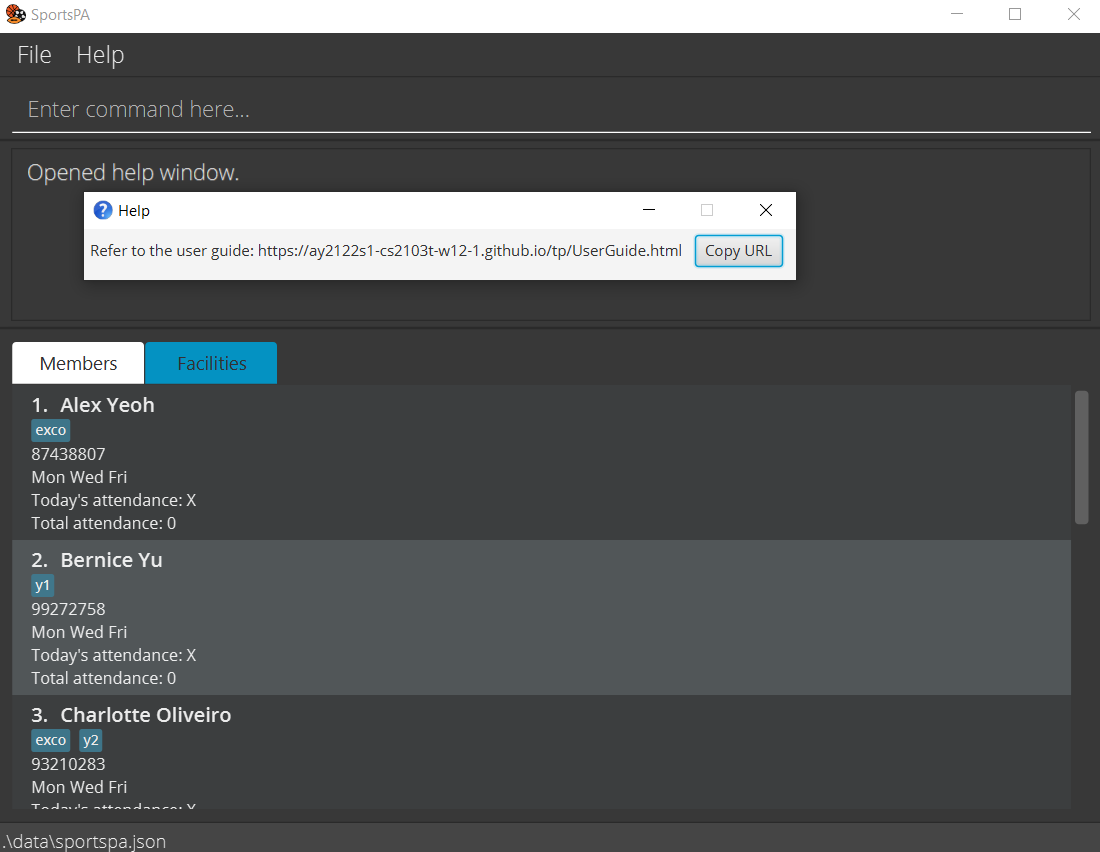 SportsPA
File Help
Enter command here...
Opened help window.
Help
Refer to the user guide: https://ay2122s1-cs2103t-w12-1.github.io/tp/UserGuide.html Copy URL
Members Facilities
1. Alex Yeoh
exco
87438807
Mon Wed Fri
Today's attendance: X
Total attendance: 0
2. Bernice Yu
y1
99272758
Mon Wed Fri
Today's attendance: X
Total attendance: 0
3. Charlotte Oliveiro
exco y2
93210283
Mon Wed Fri
Today's attendance: X
.\data\sportspa.json